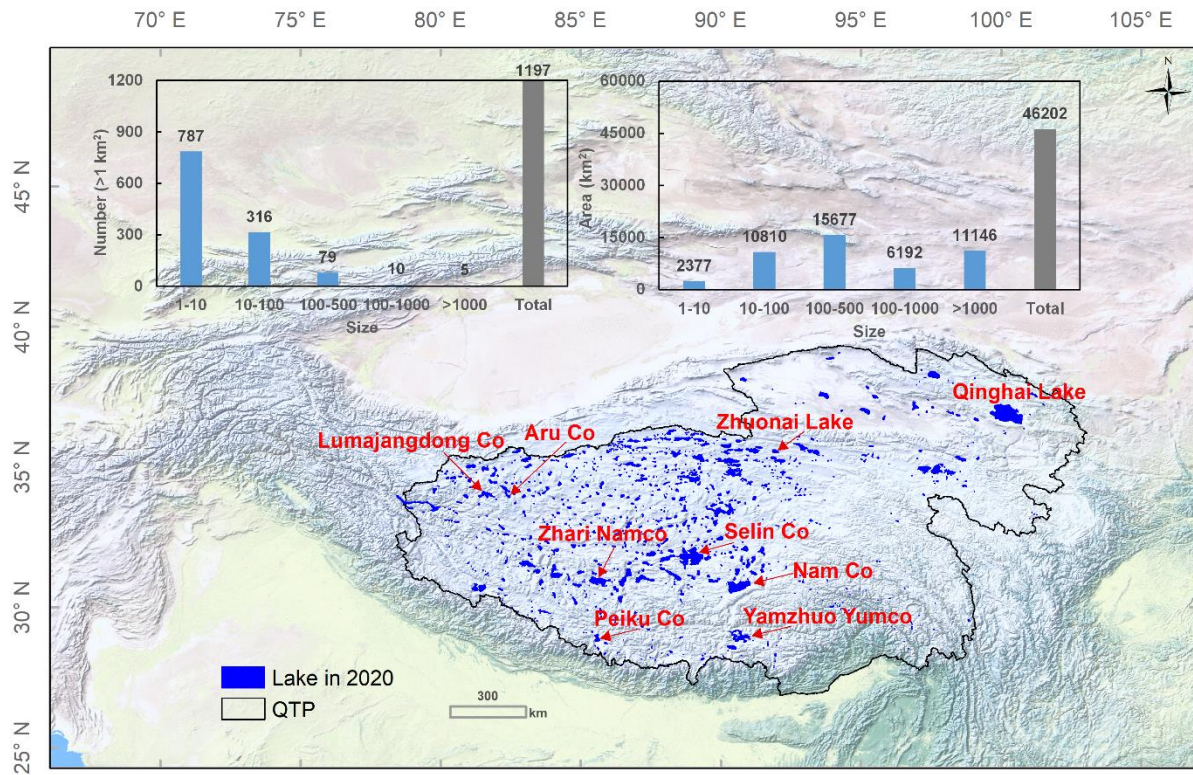 70° E 75° E 80° E 85° E 90° E 95° E 100° E 105° E
45° N
40° N
35° N
30° N
25° N
Number (>1 km²)
1200
900
600
300
0
787
316
79
10
5
1197
1-10 10-100 100-500 100-1000 >1000 Total
Size
Area (km²)
60000
45000
30000
15000
0
2377
10810
15677
6192
11146
46202
1-10 10-100 100-500 100-1000 >1000 Total
Size
N
Qinghai Lake
Zhuonai Lake
Aru Co
Lumajangdong Co
Zhari Namco
Selin Co
Nam Co
Peiku Co
Yamzhuo Yumco
Lake in 2020
QTP
300
km